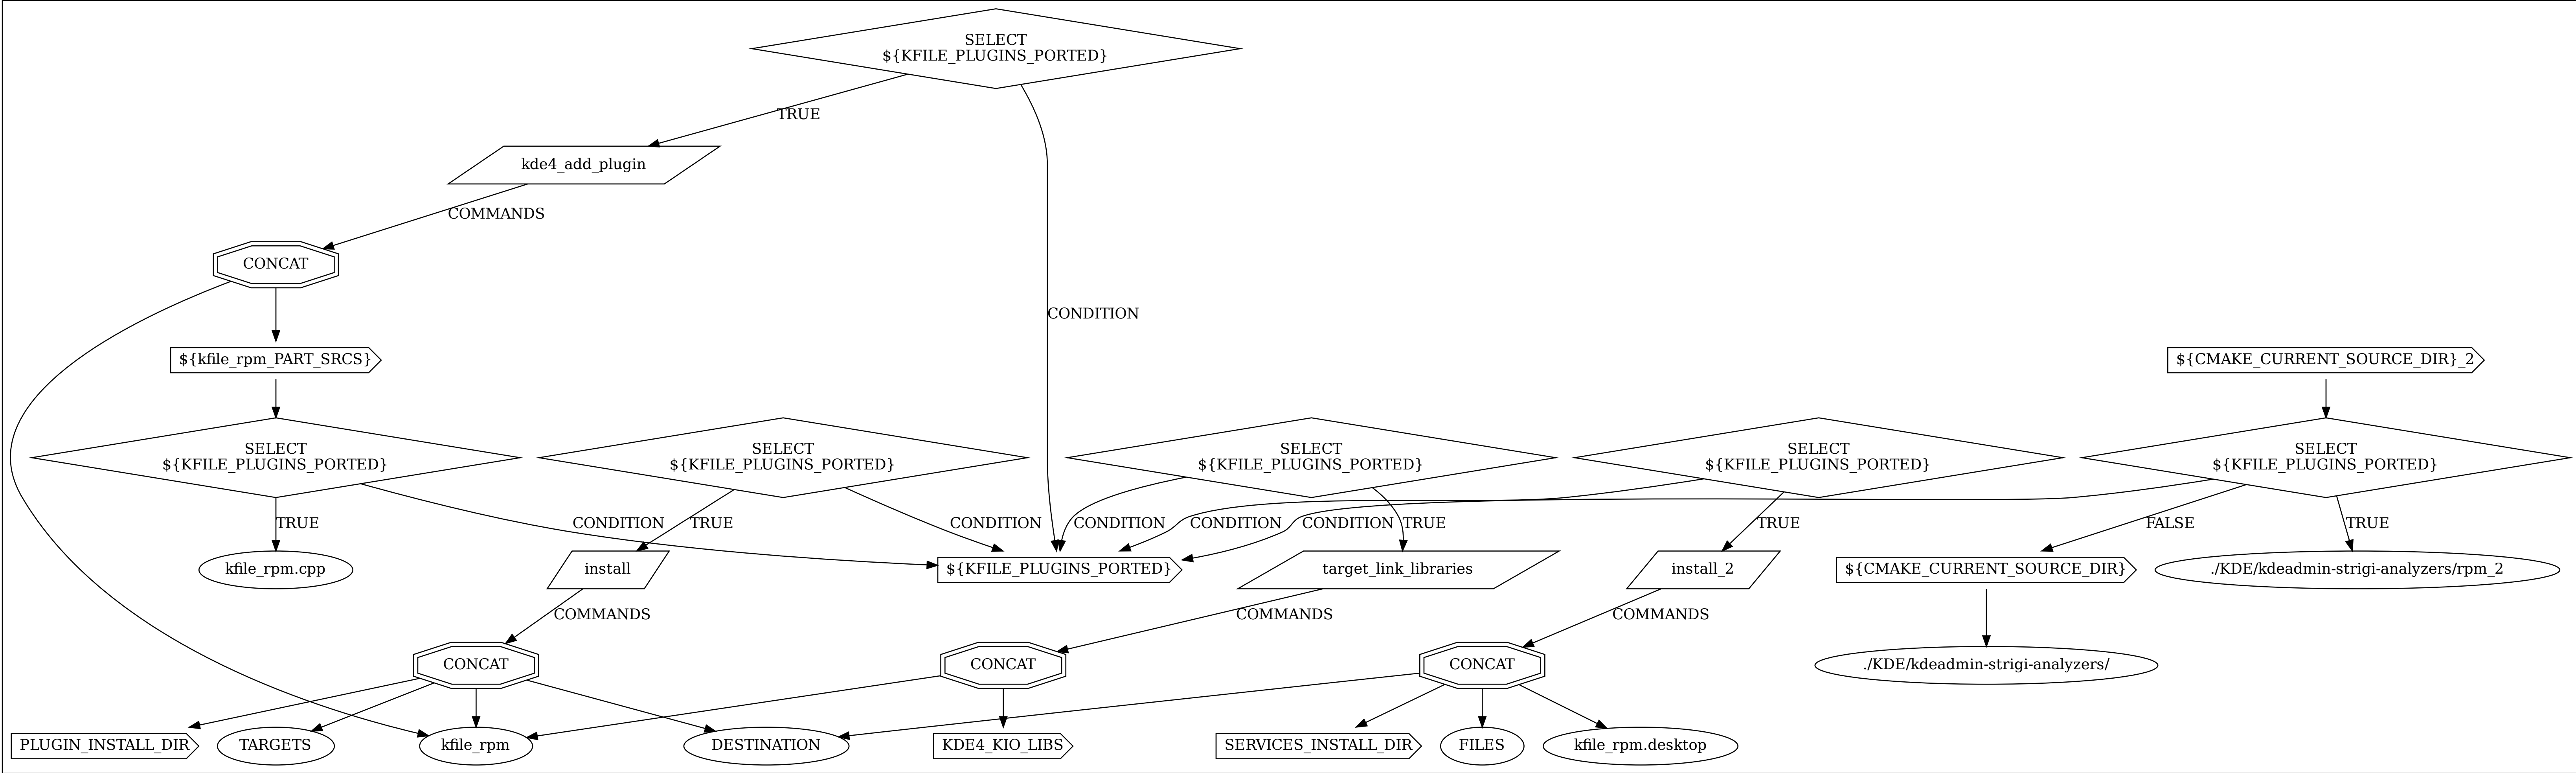 SELECT
${KFILE_PLUGINS_PORTED}
TRUE
kde4_add_plugin
COMMANDS
CONCAT
CONDITION
${kfile_rpm_PART_SRCS}
${CMAKE_CURRENT_SOURCE_DIR}_2
SELECT
${KFILE_PLUGINS_PORTED}
SELECT
${KFILE_PLUGINS_PORTED}
SELECT
${KFILE_PLUGINS_PORTED}
SELECT
${KFILE_PLUGINS_PORTED}
SELECT
${KFILE_PLUGINS_PORTED}
TRUE
CONDITION
TRUE
CONDITION
CONDITION
CONDITION
CONDITION
TRUE
TRUE
FALSE
TRUE
kfile_rpm.cpp
install
${KFILE_PLUGINS_PORTED}
target_link_libraries
install_2
${CMAKE_CURRENT_SOURCE_DIR}
./KDE/kdeadmin-strigi-analyzers/rpm_2
COMMANDS
COMMANDS
COMMANDS
CONCAT
CONCAT
CONCAT
./KDE/kdeadmin-strigi-analyzers/
PLUGIN_INSTALL_DIR
TARGETS
kfile_rpm
DESTINATION
KDE4_KIO_LIBS
SERVICES_INSTALL_DIR
FILES
kfile_rpm.desktop